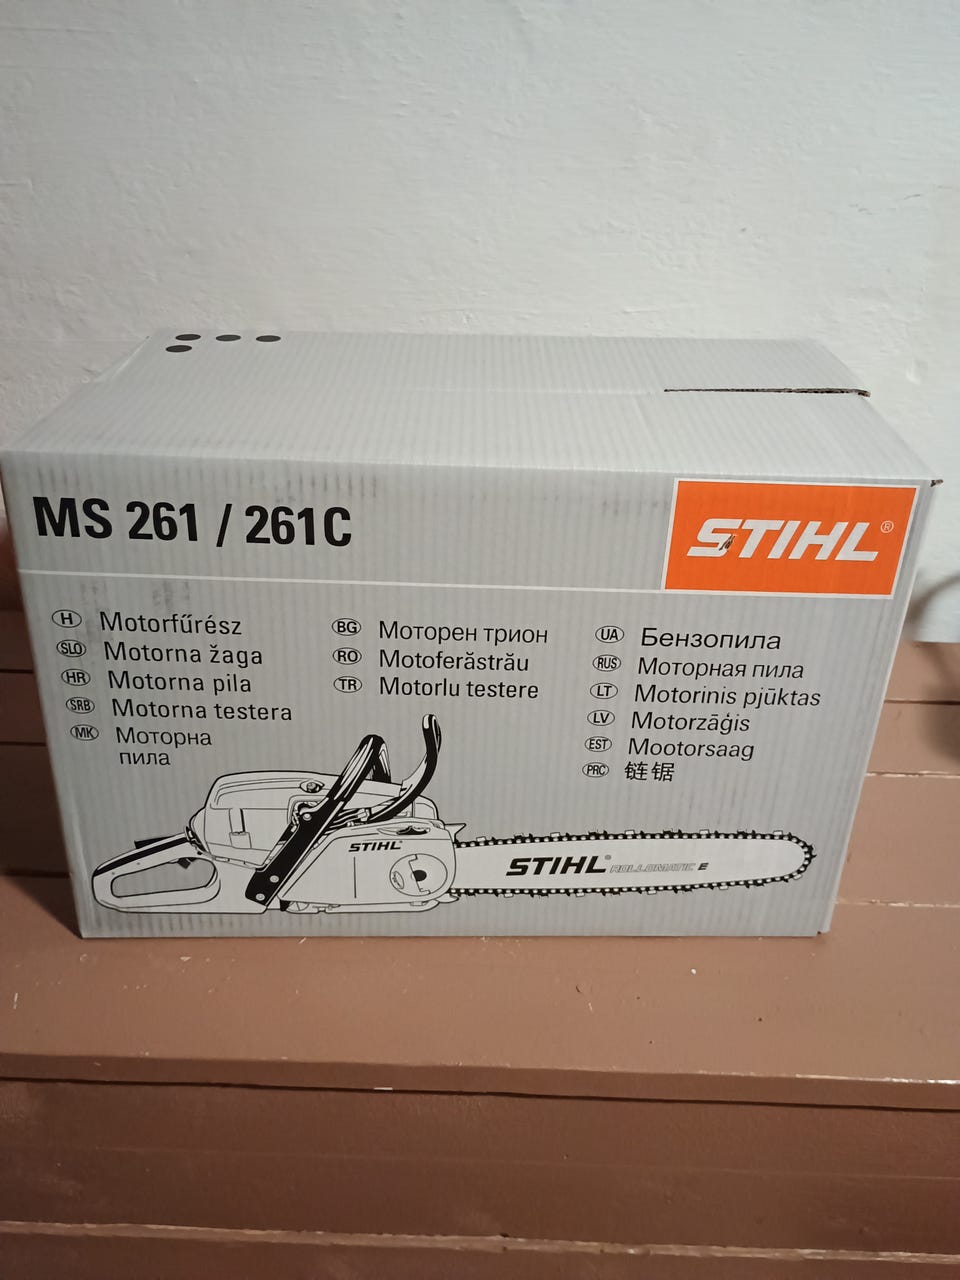 MS 261 / 261C
STIHL®
H Motorfűrész
SLO Motorna žaga
HR Motorna pila
SRB Motorna testera
MK Моторна
пила
BG Моторен трион
RO Motoferăstrău
TR Motorlu testere
UA Бензопила
RUS Моторная пила
LT Motorinis pjūktas
LV Motorzāģis
EST Mootorsaag
PRC 链锯
STIHL
STIHL® ROLLOMATIC E